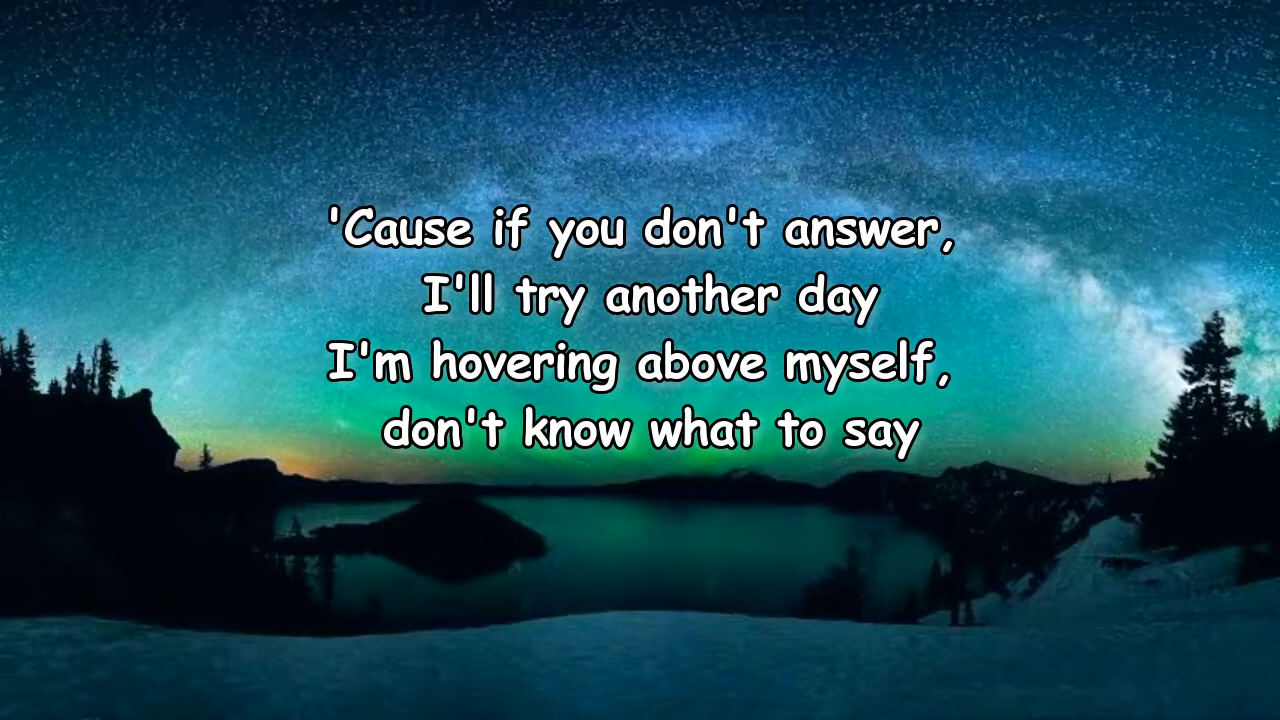 'Cause if you don't answer,
I'll try another day
I'm hovering above myself,
don't know what to say